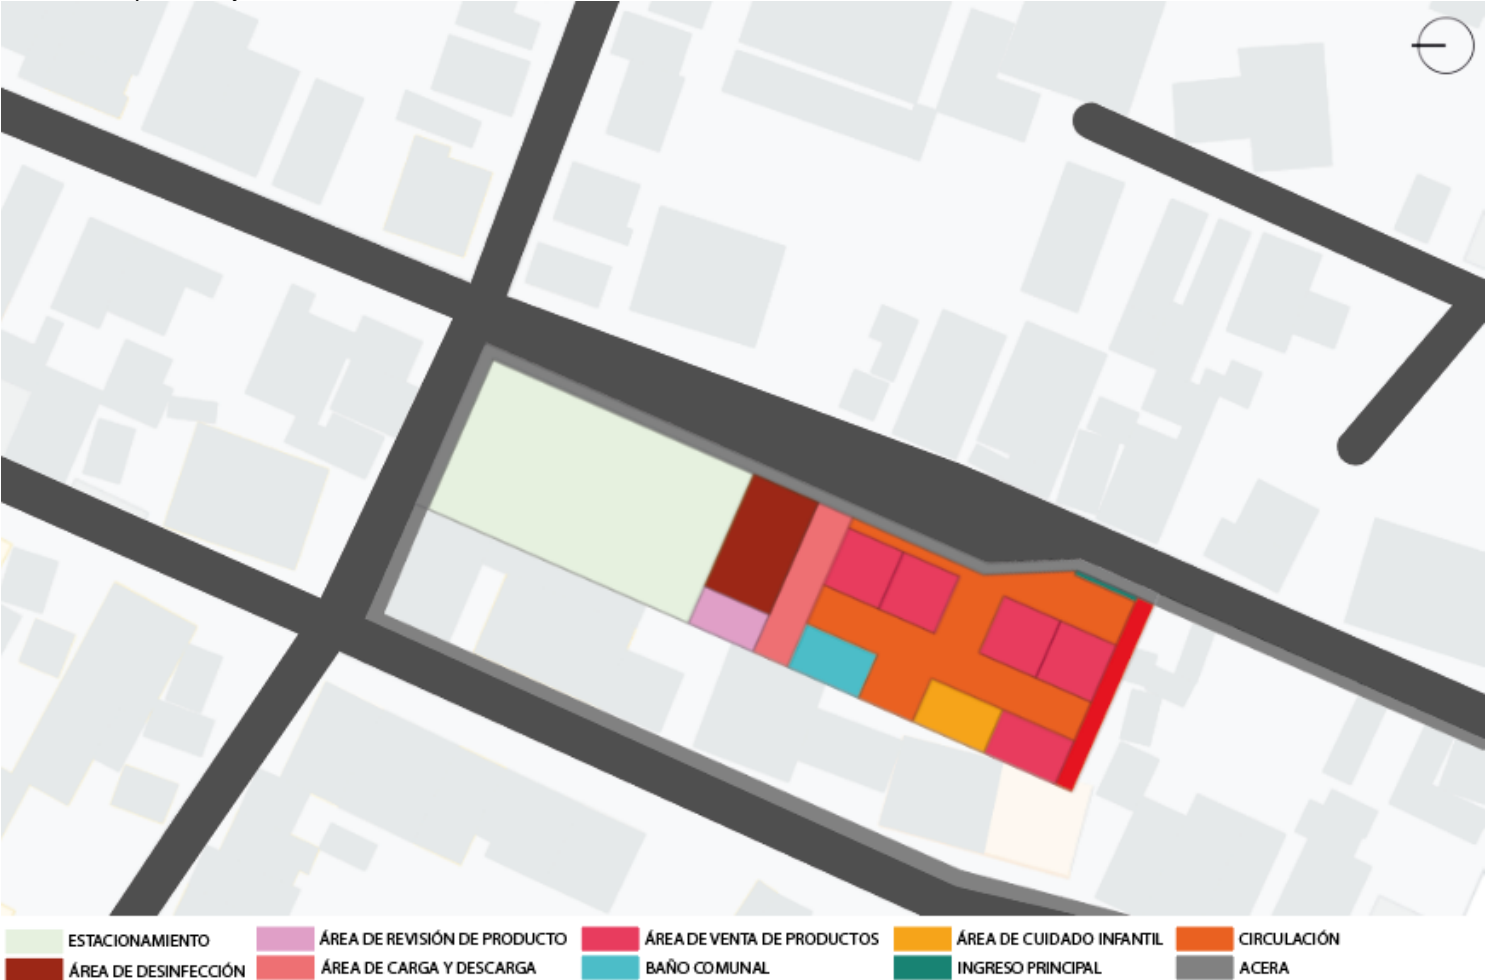 ESTACIONAMIENTO
ÁREA DE REVISIÓN DE PRODUCTO
ÁREA DE VENTA DE PRODUCTOS
ÁREA DE CUIDADO INFANTIL
CIRCULACIÓN
ÁREA DE DESINFECCIÓN
ÁREA DE CARGA Y DESCARGA
BAÑO COMUNAL
INGRESO PRINCIPAL
ACERA